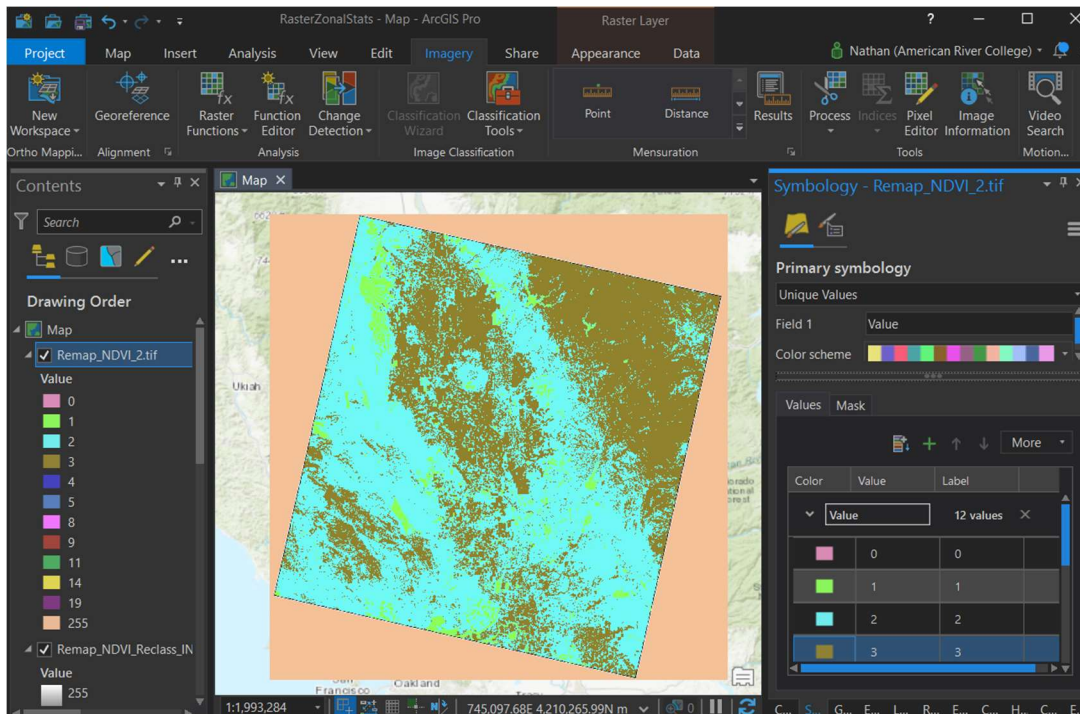 RasterZonalStats - Map - ArcGIS Pro
Raster Layer
?
Project Map Insert Analysis View Edit Imagery Share Appearance Data
Nathan (American River College)
New Workspace
Georeference
Raster Functions
Function Editor
Change Detection
Classification Wizard
Classification Tools
Point
Distance
Results
Process
Indices
Pixel Editor
Image Information
Video Search
Ortho Mappi... Alignment Analysis Image Classification Mensuration Tools Motion...
Contents
Search
Drawing Order
Map
Remap_NDVI_2.tif
Value
0
1
2
3
4
5
8
9
11
14
19
255
Remap_NDVI_Reclass_IN
Value
255
Map
Ukiah
Francisco
Oakland
1:1,993,284
745,097.68E 4,210,265.99N m
0
Symbology - Remap_NDVI_2.tif
Primary symbology
Unique Values
Field 1 Value
Color scheme
Values Mask
More
Color Value Label
Value 12 values
0 0
1 1
2 2
3 3
C... S... G... E... L... R... E... C... H... C... E...